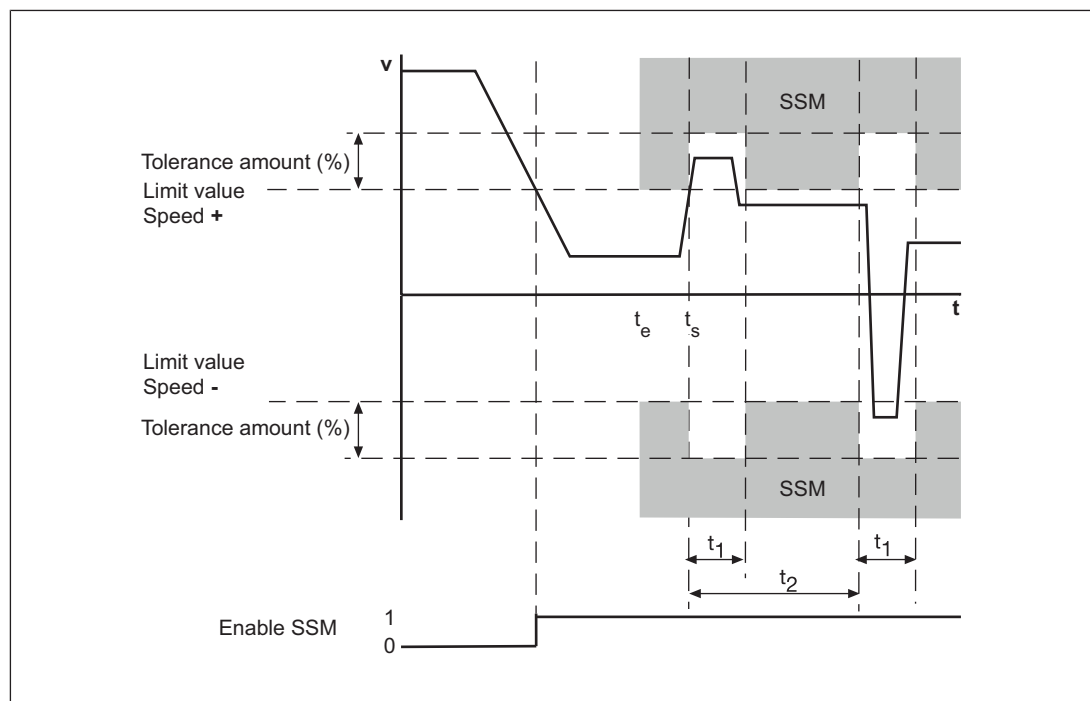 v
SSM
Tolerance amount (%)
Limit value
Speed +
t
t_e t_s
Limit value
Speed -
Tolerance amount (%)
SSM
t_1 t_1
t_2
1
Enable SSM
0